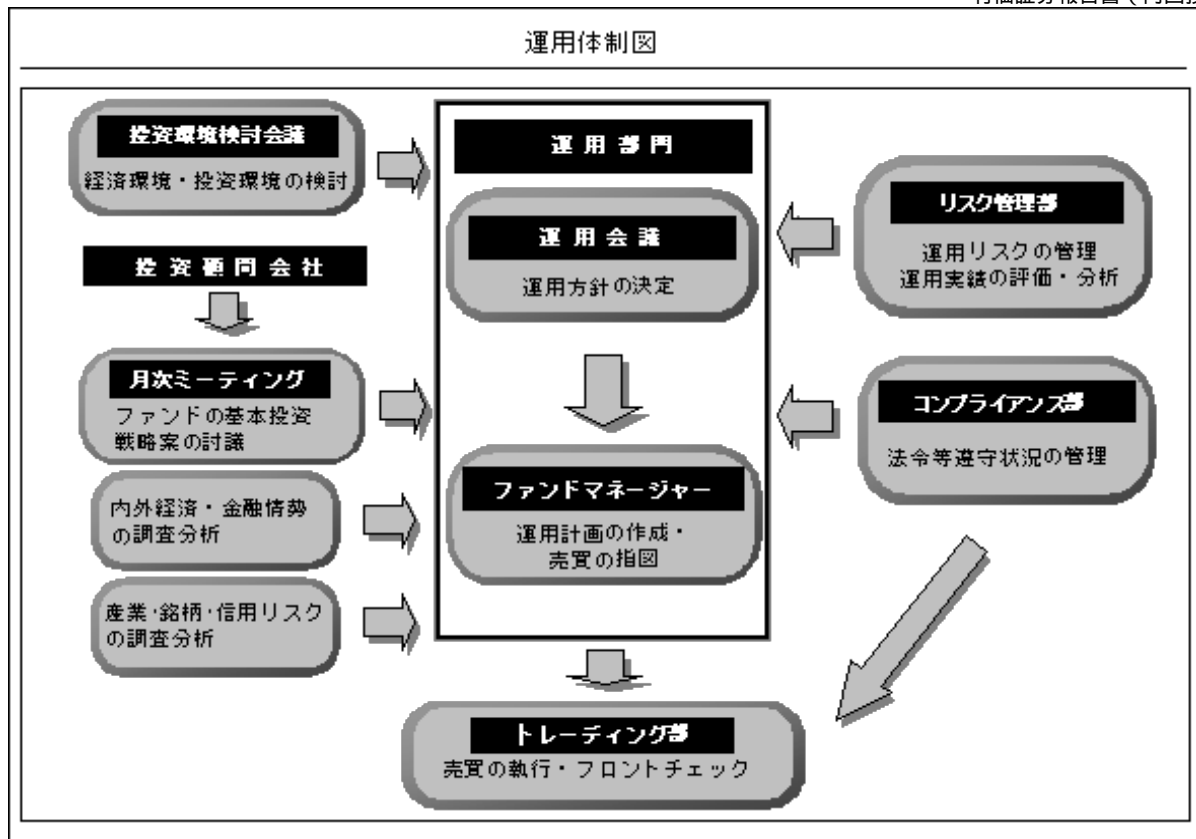 運用体制図
投資環境検討会議
経済環境・投資環境の検討
投資顧問会社
月次ミーティング
ファンドの基本投資
戦略案の討議
内外経済・金融情勢
の調査分析
産業・銘柄・信用リスク
の調査分析
運用部門
運用会議
運用方針の決定
ファンドマネージャー
運用計画の作成・
売買の指図
リスク管理部
運用リスクの管理
運用実績の評価・分析
コンプライアンス部
法令等遵守状況の管理
トレーディング部
売買の執行・フロントチェック